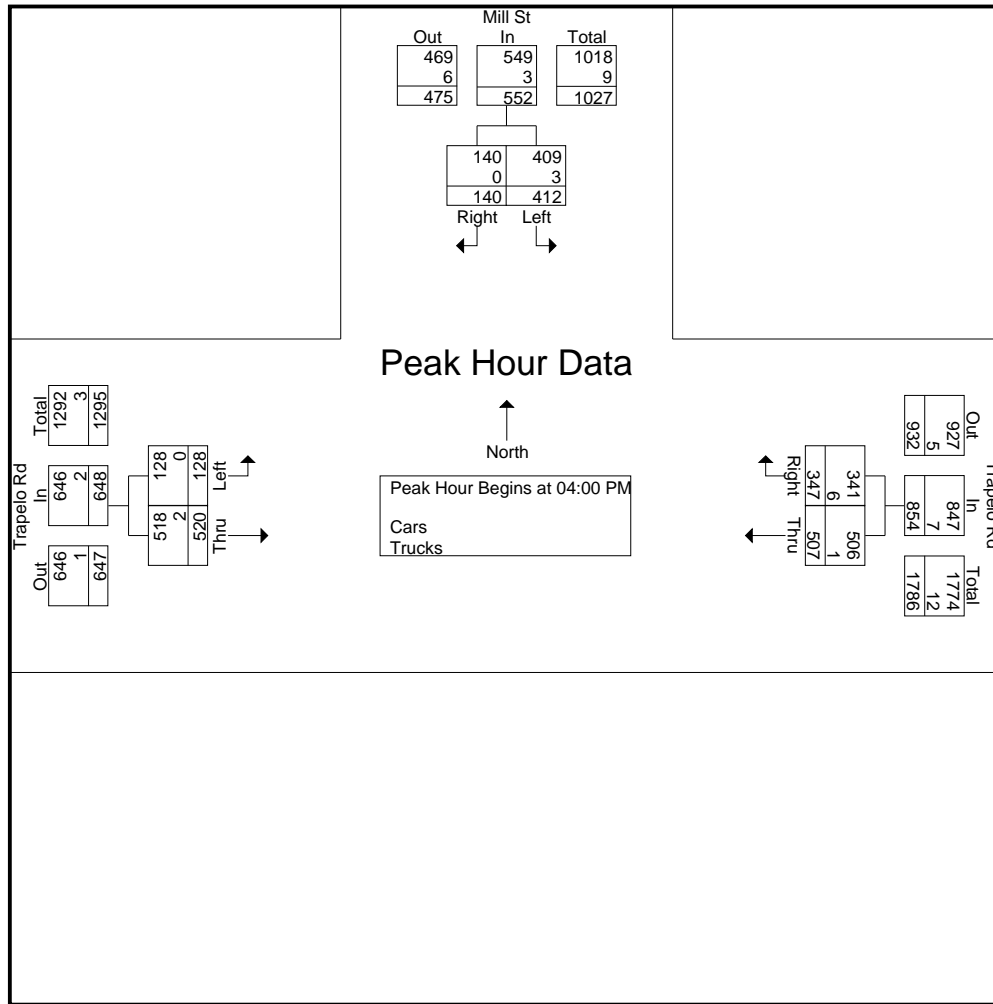 Mill St
Out In Total
469 549 1018
6 3 9
475 552 1027
140 409
0 3
140 412
Right Left
Peak Hour Data
North
Peak Hour Begins at 04:00 PM
Cars
Trucks
Trapelo Rd
Out In Total
646 646 1292
1 2 3
647 648 1295
518 128
2 0
520 128
Thru Left
Trapelo Rd
Out In Total
927 847 1774
5 7 12
932 854 1786
341 506
6 1
347 507
Right Thru